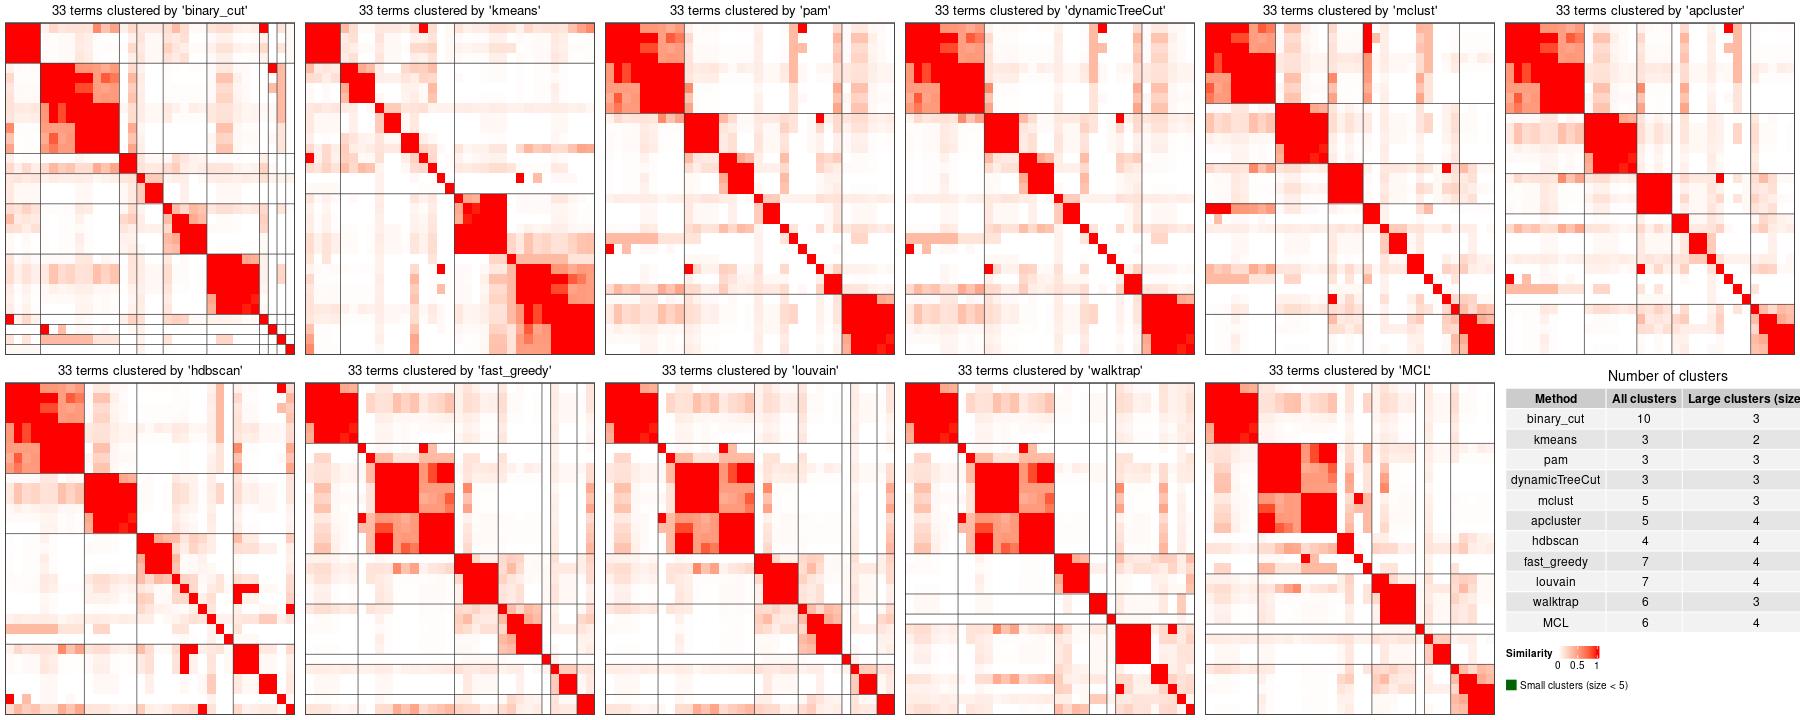 33 terms clustered by 'binary_cut'
33 terms clustered by 'kmeans'
33 terms clustered by 'pam'
33 terms clustered by 'dynamicTreeCut'
33 terms clustered by 'mclust'
33 terms clustered by 'apcluster'
33 terms clustered by 'hdbscan'
33 terms clustered by 'fast_greedy'
33 terms clustered by 'louvain'
33 terms clustered by 'walktrap'
33 terms clustered by 'MCL'
Number of clusters
Method All clusters Large clusters (size
binary_cut 10 3
kmeans 3 2
pam 3 3
dynamicTreeCut 3 3
mclust 5 3
apcluster 5 4
hdbscan 4 4
fast_greedy 7 4
louvain 7 4
walktrap 6 3
MCL 6 4
Similarity
0 0.5 1
Small clusters (size < 5)